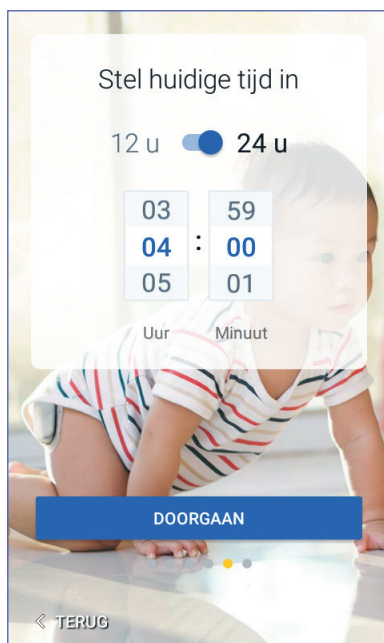 Stel huidige tijd in
12 u 24 u
03 59
04 : 00
05 01
Uur Minuut
DOORGAAN
< TERUG